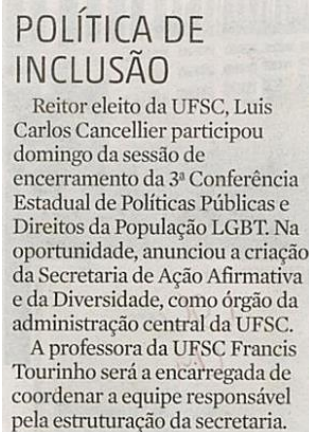 POLÍTICA DE
INCLUSÃO
Reitor eleito da UFSC, Luis
Carlos Cancellier participou
domingo da sessão de
encerramento da 3ª Conferência
Estadual de Políticas Públicas e
Direitos da População LGBT. Na
oportunidade, anunciou a criação
da Secretaria de Ação Afirmativa
e da Diversidade, como órgão da
administração central da UFSC.
A professora da UFSC Francis
Tourinho será a encarregada de
coordenar a equipe responsável
pela estruturação da secretaria.